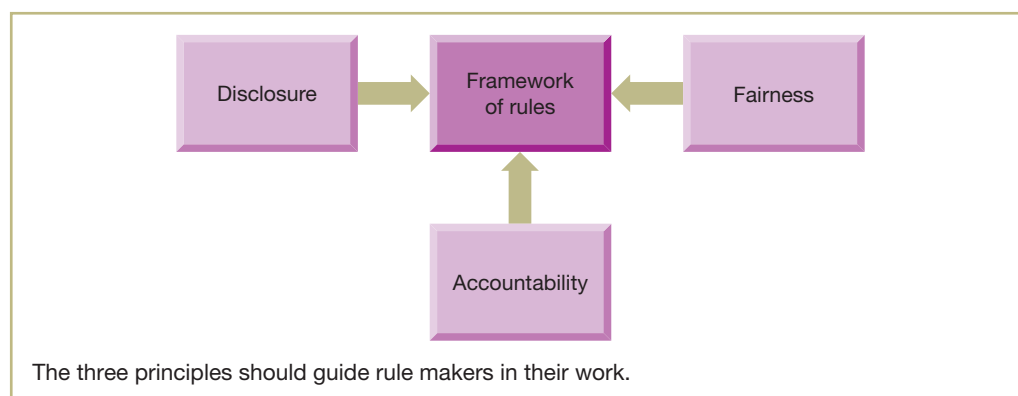 Disclosure
Framework
of rules
Fairness
Accountability
The three principles should guide rule makers in their work.